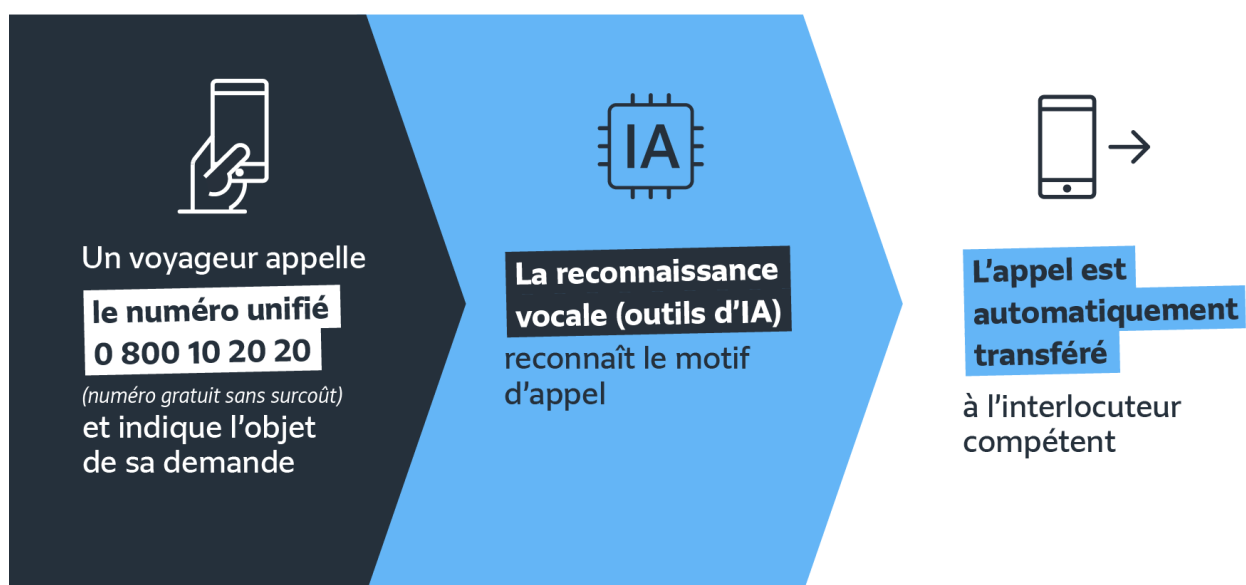 Un voyageur appelle
le numéro unifié
0 800 10 20 20
(numéro gratuit sans surcoût)
et indique l'objet
de sa demande
IA
La reconnaissance
vocale (outils d'IA)
reconnaît le motif
d'appel
L'appel est
automatiquement
transféré
à l'interlocuteur
compétent